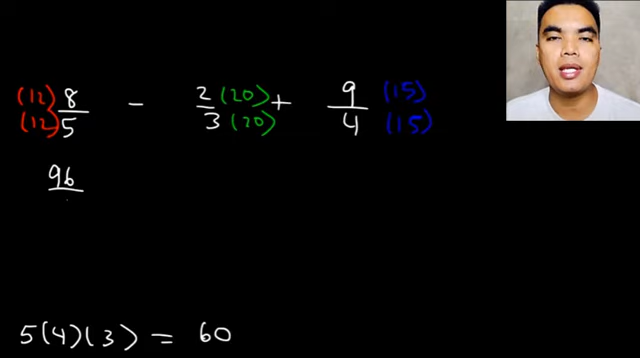 (12) 8 - 2 (20) + 9 (15)
(12) 5 3 (20) 4 (15)
96
5(4)(3) = 60